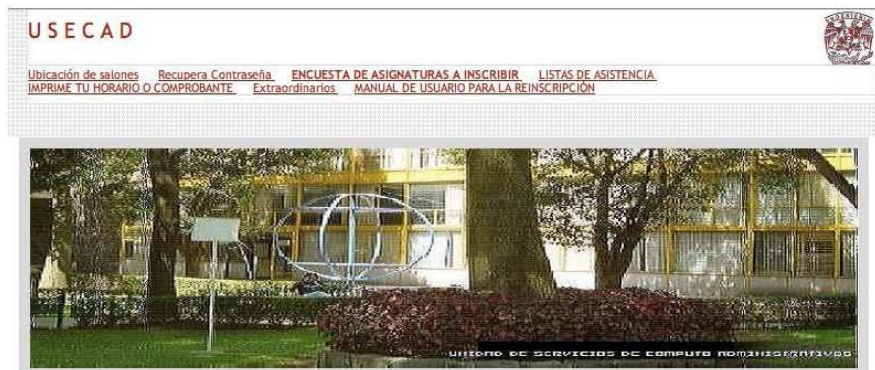 USECAD
INGENIERIA
Ubicación de salones Recupera Contraseña ENCUESTA DE ASIGNATURAS A INSCRIBIR LISTAS DE ASISTENCIA
IMPRIME TU HORARIO O COMPROBANTE Extraordinarios MANUAL DE USUARIO PARA LA REINSCRIPCIÓN
UNIDAD DE SERVICIOS DE COMPUTO ADMINISTRATIVOS